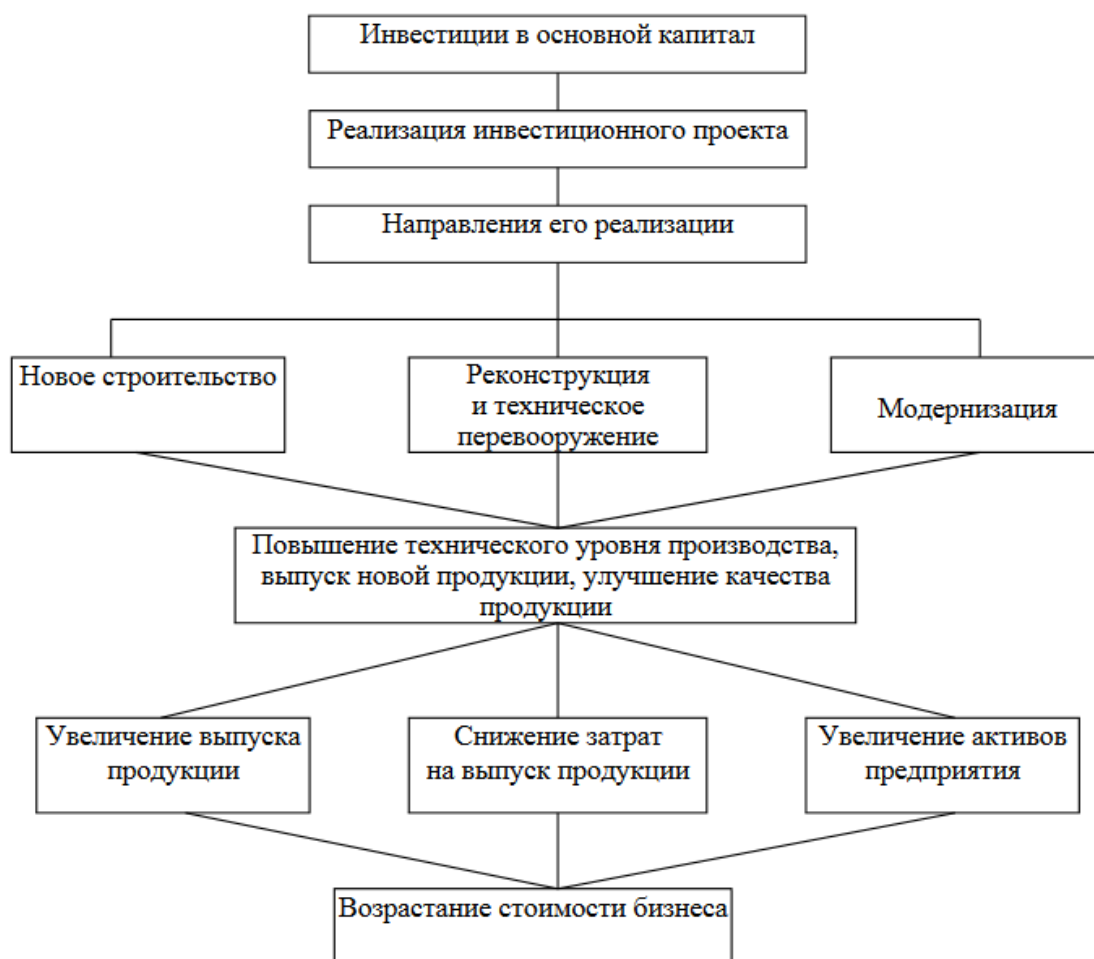 Инвестиции в основной капитал
Реализация инвестиционного проекта
Направления его реализации
Новое строительство
Реконструкция
и техническое
перевооружение
Модернизация
Повышение технического уровня производства,
выпуск новой продукции, улучшение качества
продукции
Увеличение выпуска
продукции
Снижение затрат
на выпуск продукции
Увеличение активов
предприятия
Возрастание стоимости бизнеса